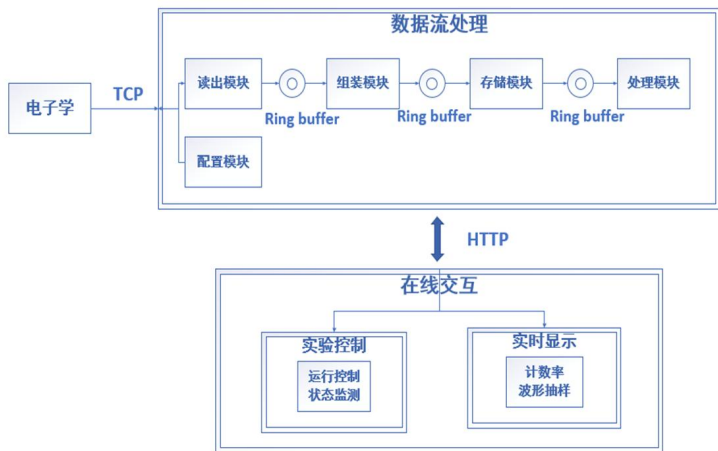 数据流处理
电子学
TCP
读出模块
组装模块
存储模块
处理模块
Ring buffer
Ring buffer
Ring buffer
配置模块
HTTP
在线交互
实验控制
运行控制
状态监测
实时显示
计数率
波形抽样